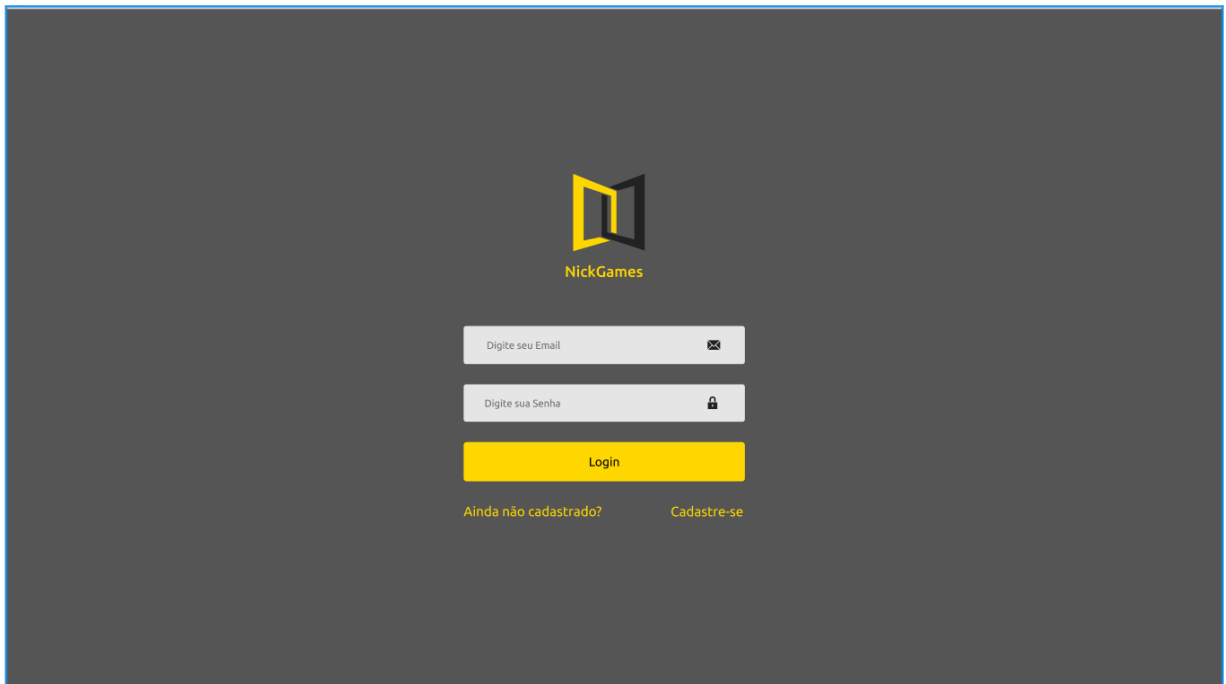 NickGames
Digite seu Email
Digite sua Senha
Login
Ainda não cadastrado? Cadastre-se